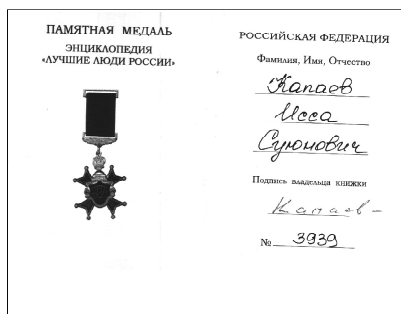 ПАМЯТНАЯ МЕДАЛЬ
ЭНЦИКЛОПЕДИЯ
«ЛУЧШИЕ ЛЮДИ РОССИИ»
РОССИЙСКАЯ ФЕДЕРАЦИЯ
Фамилия, Имя, Отчество
Капаев
Исса
Суюнович
Подпись владельца книжки
Капаев
№ 3939